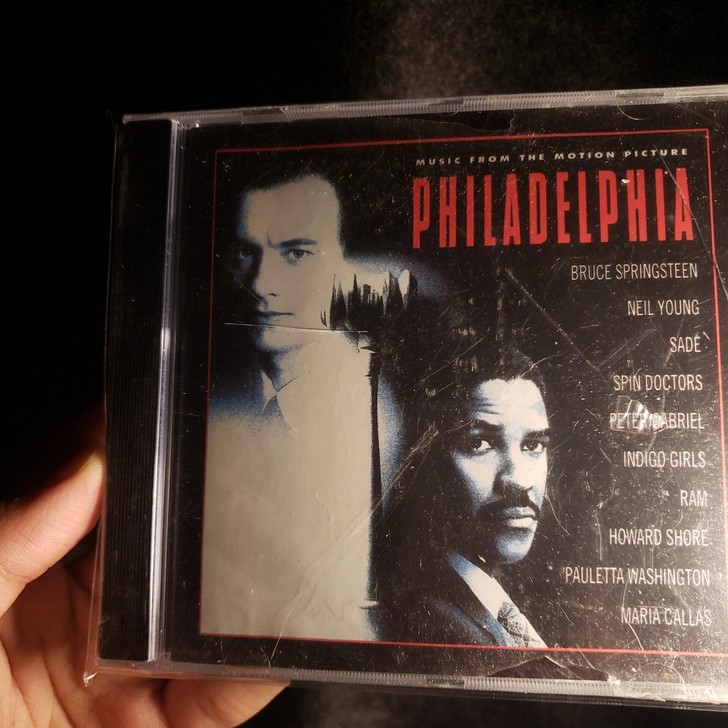 MUSIC FROM THE MOTION PICTURE
PHILADELPHIA
BRUCE SPRINGSTEEN
NEIL YOUNG
SADE
SPIN DOCTORS
PETER GABRIEL
INDIGO GIRLS
RAM
HOWARD SHORE
PAULETTA WASHINGTON
MARIA CALLAS